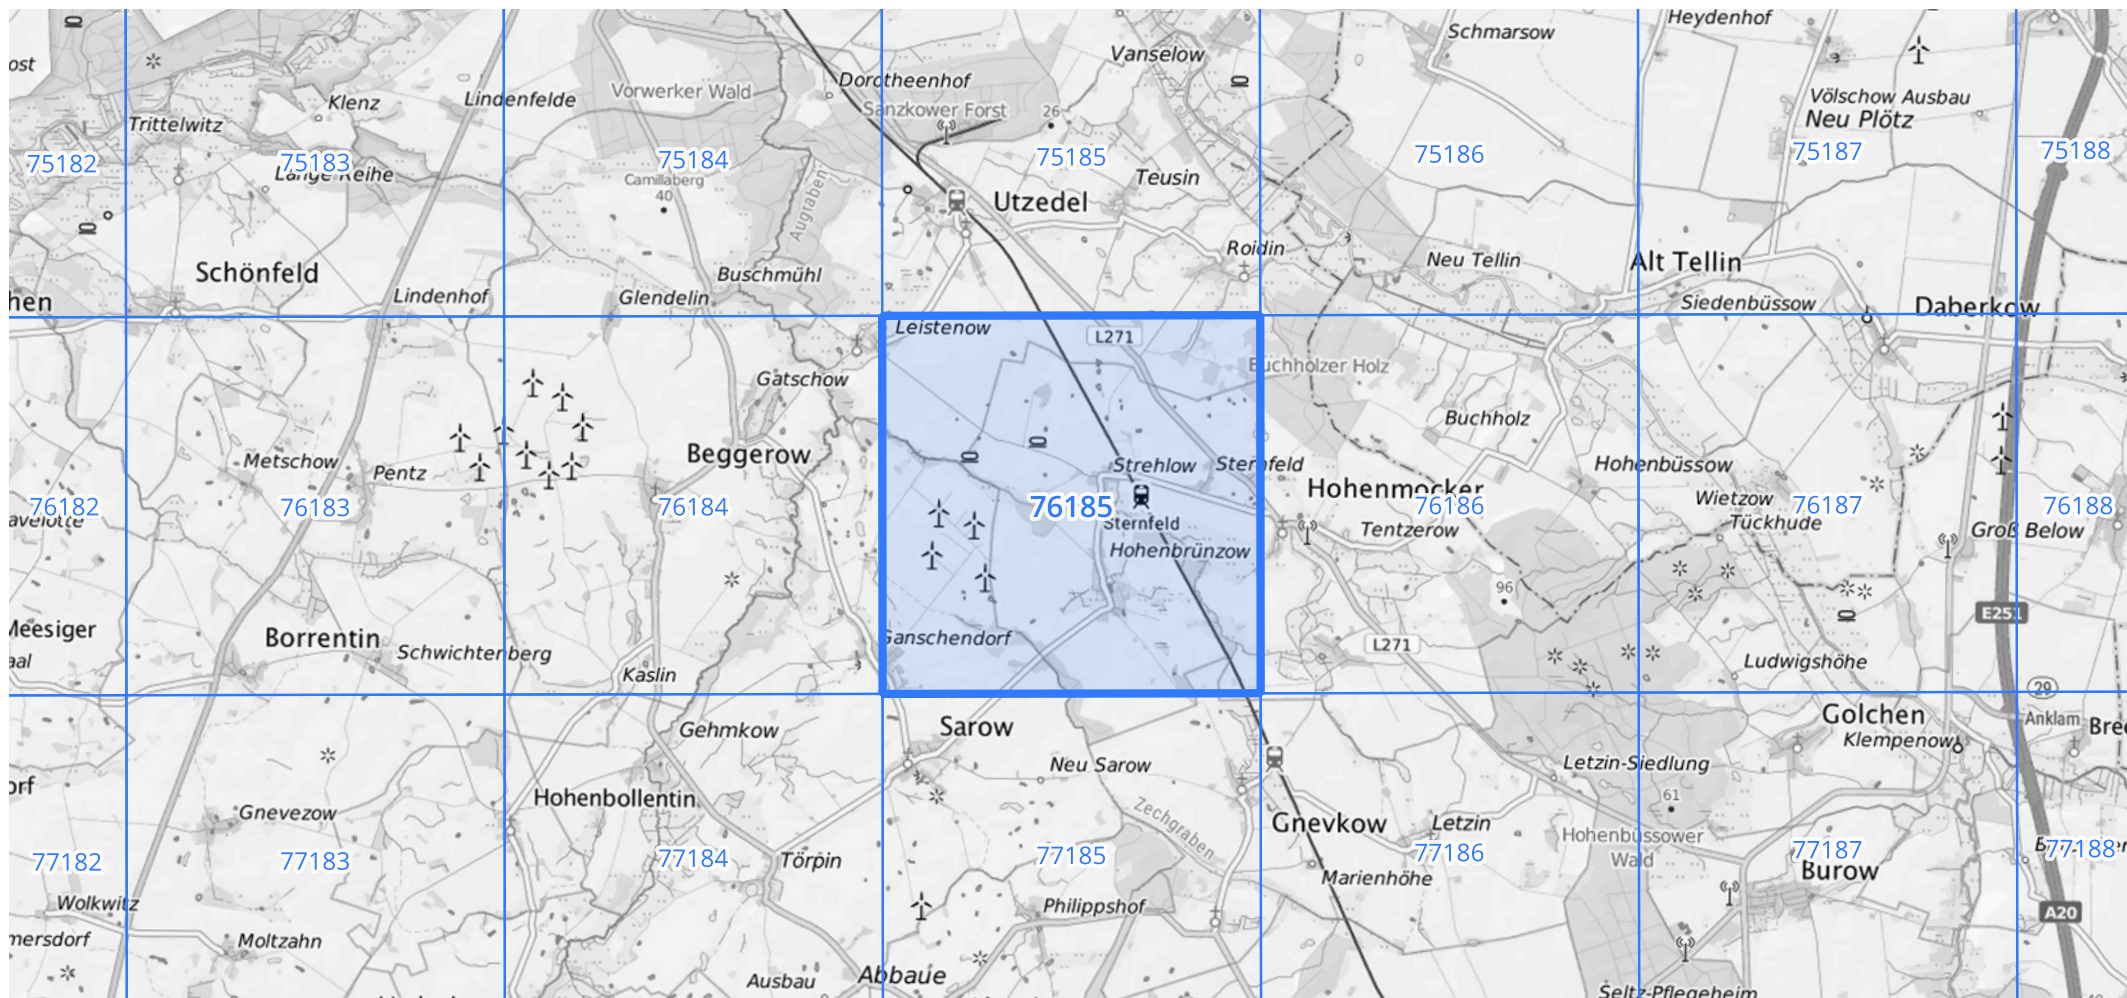 Heydenhof
Schmarsow
Vanselow
ost
Dorotheenhof
Vorwerker Wald
Lindenfelde
Klenz
Sanzkower Forst
26
Völschow Ausbau
Neu Plötz
Trittelwitz
75182
75183
75184
75185
75186
75187
75188
Lange Reihe
Camillaberg
40
Teusin
Augraben
Utzedel
Roidin
Neu Tellin
Alt Tellin
Schönfeld
Buschmühl
Lindenhof
Glendelin
hen
Siedenbüssow
Daberkow
Leistenow
L271
Buchholzer Holz
Gatschow
Buchholz
Beggerow
Metschow
Pentz
Strehlow
Sternfeld
Hohenbüssow
Hohenmocker
Wietzow
76182
76183
76184
76185
76186
76187
76188
avelotte
Sternfeld
Tückhude
Tentzerow
Groß Below
Hohenbrünzow
96
E251
Meesiger
Borrentin
Ganschendorf
L271
Schwichtenberg
aal
Kaslin
Ludwigshöhe
29
Sarow
Golchen
Anklam
Bre
Gehmkow
Klempenow
Neu Sarow
Letzin-Siedlung
orf
Hohenbollentin
61
Gnevezow
Zechgraben
Gnevkow
Letzin
Hohenbüssower
Wald
77182
77183
77184
77185
77186
77187
77188
Törpin
Burow
Marienhöhe
Wolkwitz
Philippshof
A20
mersdorf
Moltzahn
Abbaue
Ausbau
Seltz-Pflegeheim